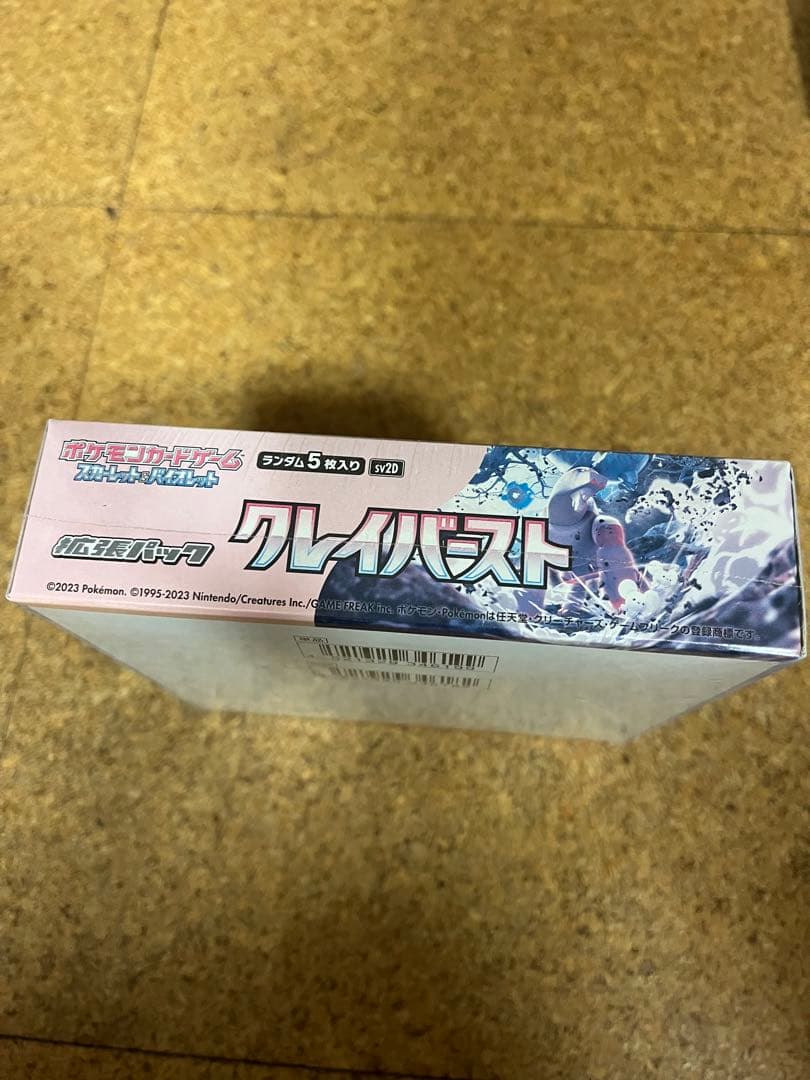 ポケモンカードゲーム
スカーレット&バイオレット
ランダム5枚入り sv2D
拡張パック
クレイバースト
©2023 Pokémon. ©1995-2023 Nintendo/Creatures Inc./GAME FREAK inc. ポケモン・Pokémonは任天堂・クリーチャーズ・ゲームフリークの登録商標です。